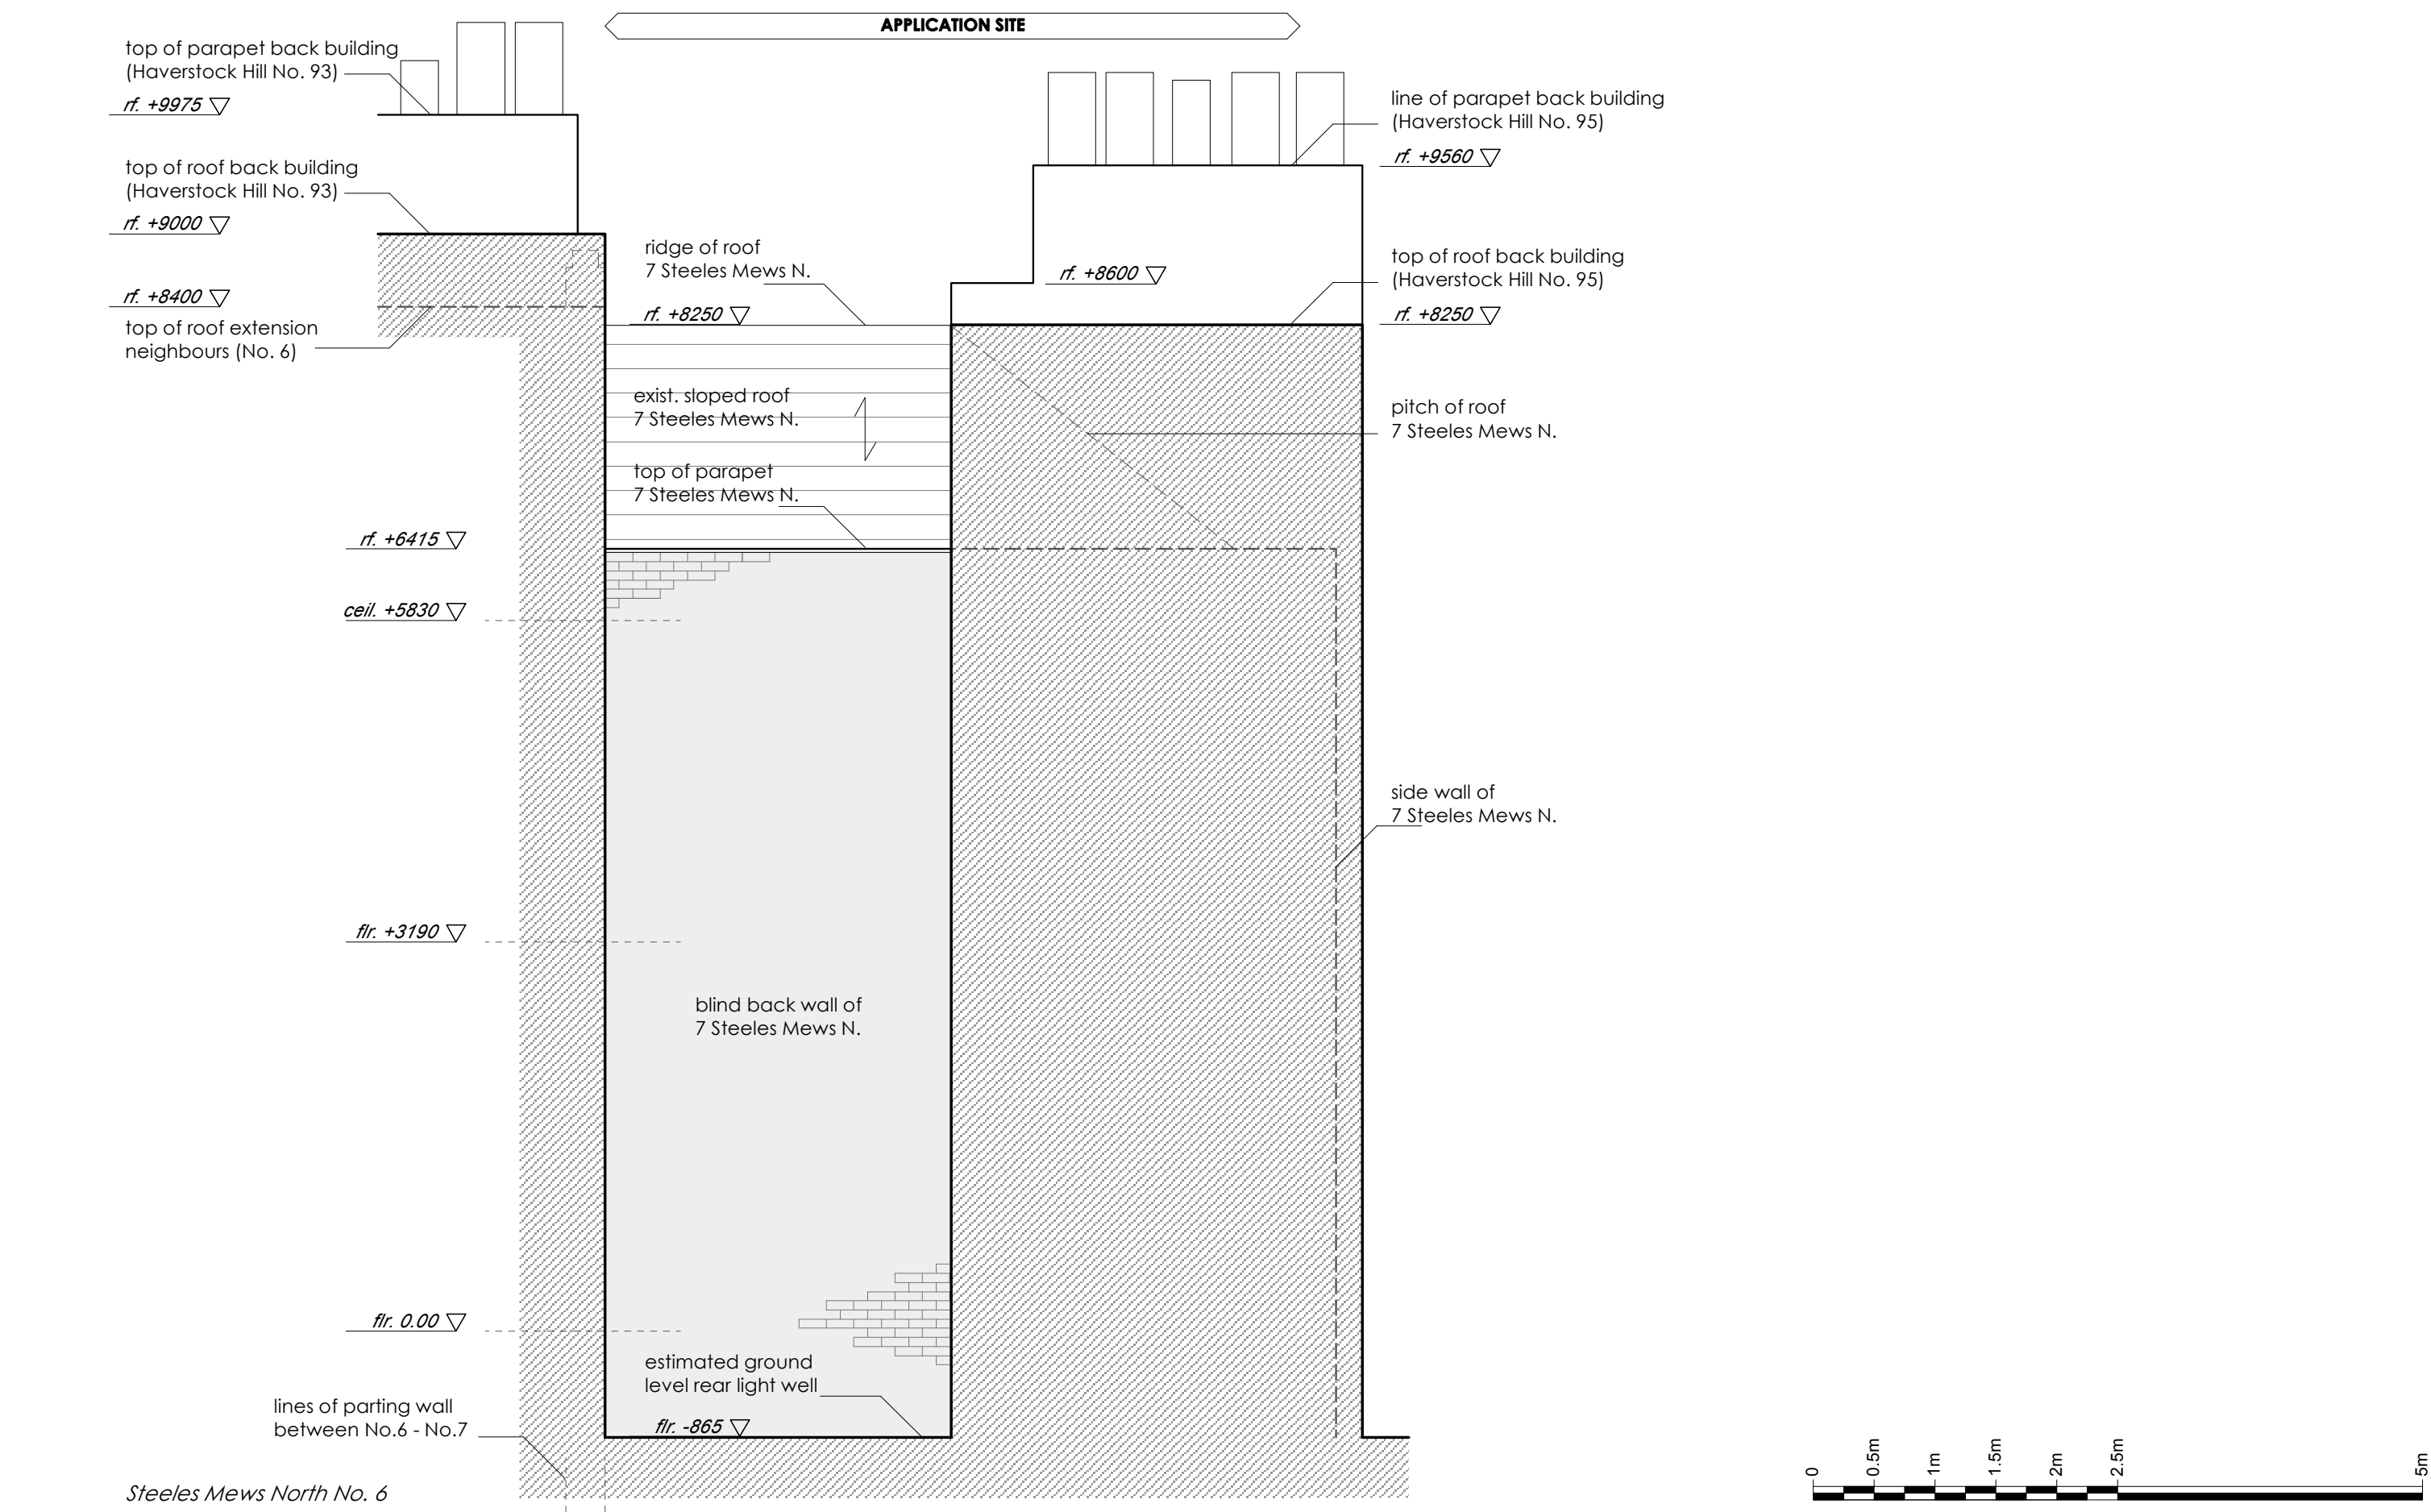 APPLICATION SITE
top of parapet back building
(Haverstock Hill No. 93)
rf. +9975
top of roof back building
(Haverstock Hill No. 93)
rf. +9000
rf. +8400
top of roof extension
neighbours (No. 6)
ridge of roof
7 Steeles Mews N.
rf. +8250
exist. sloped roof
7 Steeles Mews N.
top of parapet
7 Steeles Mews N.
rf. +8600
line of parapet back building
(Haverstock Hill No. 95)
rf. +9560
top of roof back building
(Haverstock Hill No. 95)
rf. +8250
pitch of roof
7 Steeles Mews N.
rf. +6415
ceil. +5830
side wall of
7 Steeles Mews N.
flr. +3190
blind back wall of
7 Steeles Mews N.
flr. 0.00
estimated ground
level rear light well
flr. -865
lines of parting wall
between No.6 - No.7
Steeles Mews North No. 6
0
0.5m
1m
1.5m
2m
2.5m
5m